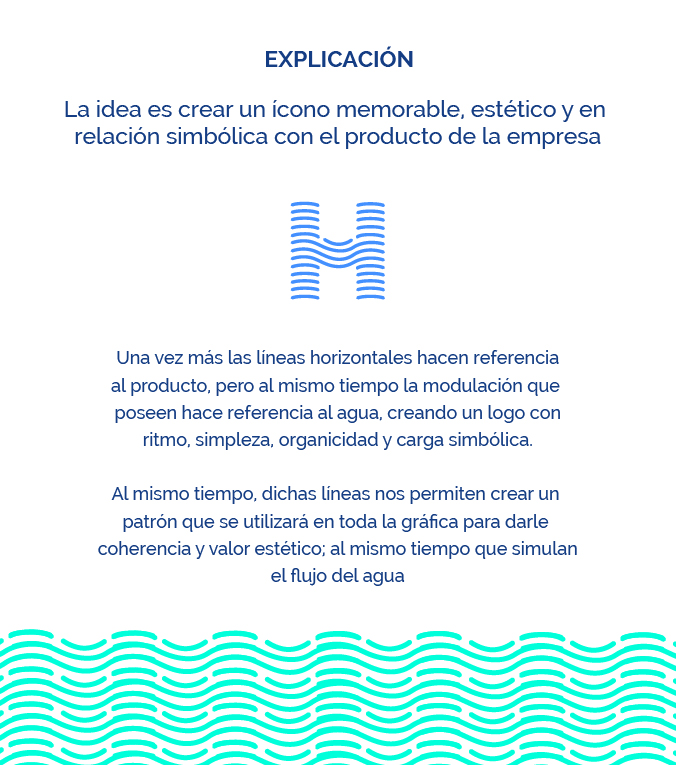 EXPLICACIÓN
La idea es crear un ícono memorable, estético y en
relación simbólica con el producto de la empresa
H
Una vez más las líneas horizontales hacen referencia
al producto, pero al mismo tiempo la modulación que
poseen hace referencia al agua, creando un logo con
ritmo, simpleza, organicidad y carga simbólica.
Al mismo tiempo, dichas líneas nos permiten crear un
patrón que se utilizará en toda la gráfica para darle
coherencia y valor estético; al mismo tiempo que simulan
el flujo del agua